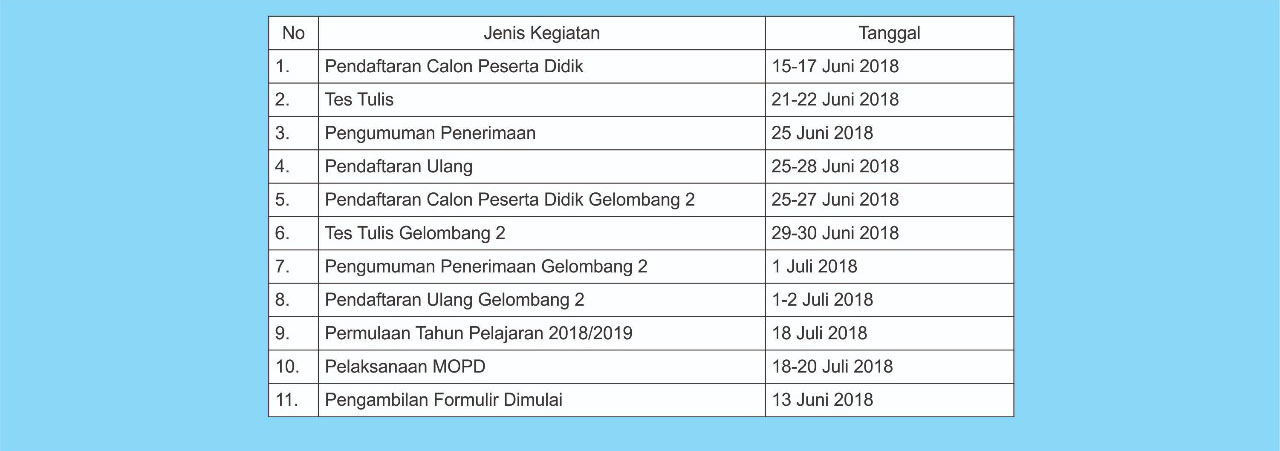 No Jenis Kegiatan Tanggal
1. Pendaftaran Calon Peserta Didik 15-17 Juni 2018
2. Tes Tulis 21-22 Juni 2018
3. Pengumuman Penerimaan 25 Juni 2018
4. Pendaftaran Ulang 25-28 Juni 2018
5. Pendaftaran Calon Peserta Didik Gelombang 2 25-27 Juni 2018
6. Tes Tulis Gelombang 2 29-30 Juni 2018
7. Pengumuman Penerimaan Gelombang 2 1 Juli 2018
8. Pendaftaran Ulang Gelombang 2 1-2 Juli 2018
9. Permulaan Tahun Pelajaran 2018/2019 18 Juli 2018
10. Pelaksanaan MOPD 18-20 Juli 2018
11. Pengambilan Formulir Dimulai 13 Juni 2018